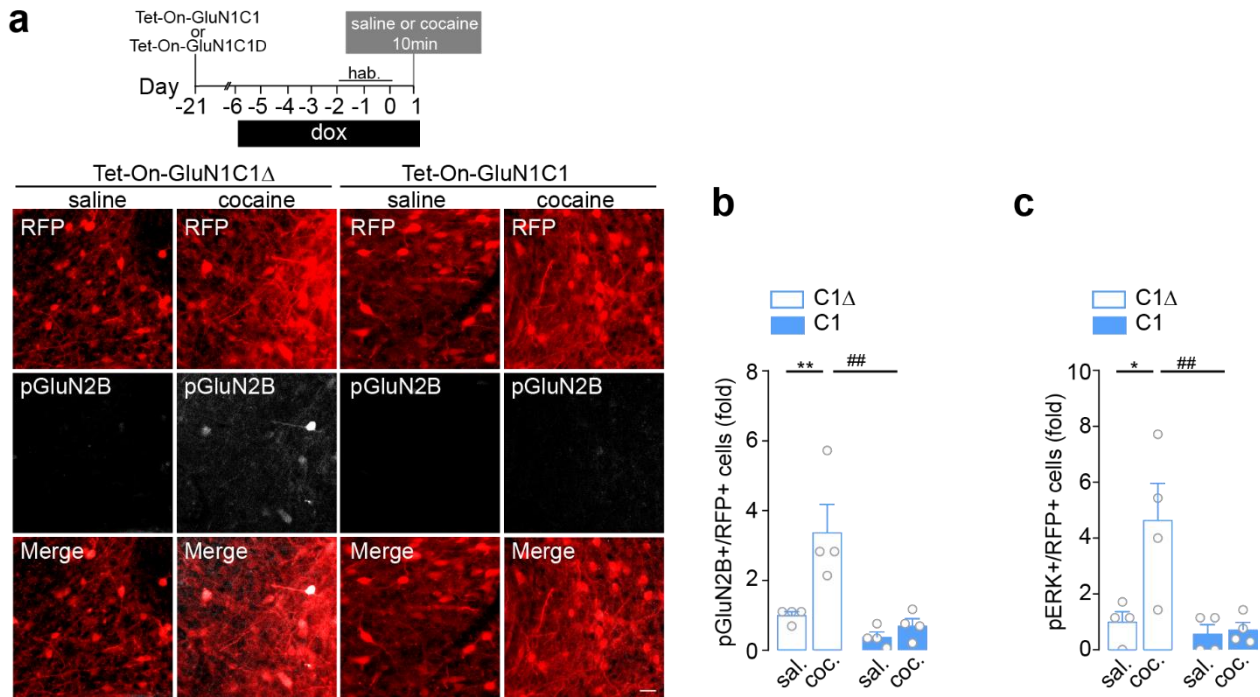 a
Tet-On-GluN1C1
or
Tet-On-GluN1C1D
saline or cocaine
10min
hab.
Day
-21 -6 -5 -4 -3 -2 -1 0 1
dox
Tet-On-GluN1C1Δ Tet-On-GluN1C1
saline cocaine saline cocaine
RFP RFP RFP RFP
pGluN2B pGluN2B pGluN2B pGluN2B
Merge Merge Merge Merge
b
C1Δ
C1
** ##
pGluN2B+/RFP+ cells (fold)
8
6
4
2
0
sal. coc. sal. coc.
c
C1Δ
C1
* ##
pERK+/RFP+ cells (fold)
10
8
6
4
2
0
sal. coc. sal. coc.